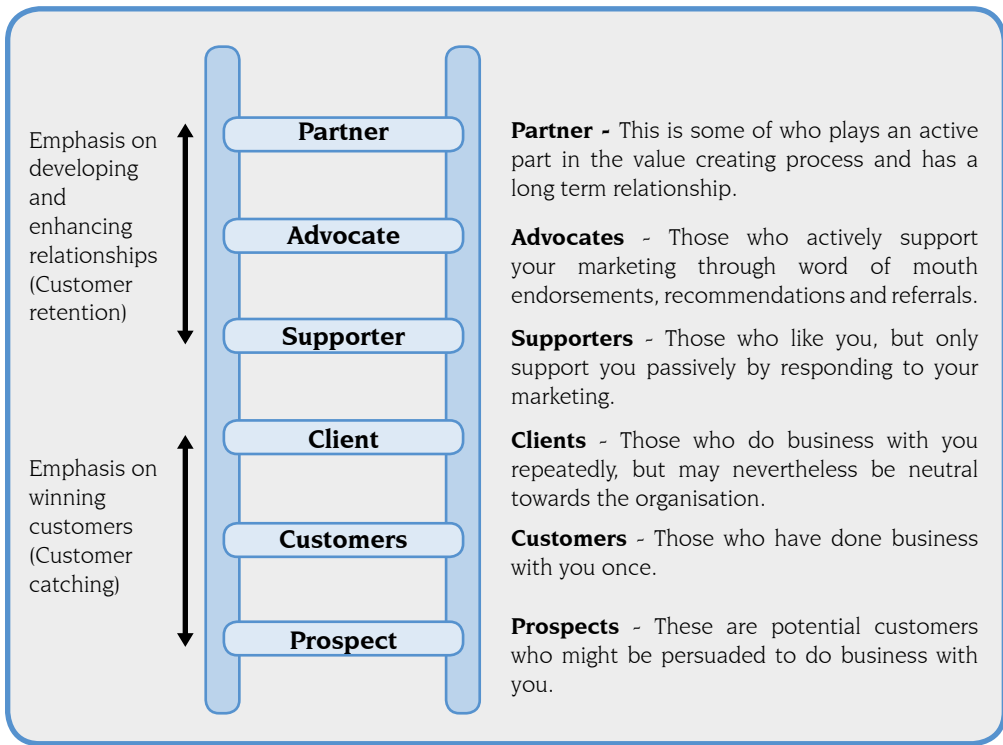 Emphasis on
developing
and
enhancing
relationships
(Customer
retention)
Emphasis on
winning
customers
(Customer
catching)
Partner
Advocate
Supporter
Client
Customers
Prospect
Partner - This is some of who plays an active
part in the value creating process and has a
long term relationship.
Advocates - Those who actively support
your marketing through word of mouth
endorsements, recommendations and referrals.
Supporters - Those who like you, but only
support you passively by responding to your
marketing.
Clients - Those who do business with you
repeatedly, but may nevertheless be neutral
towards the organisation.
Customers - Those who have done business
with you once.
Prospects - These are potential customers
who might be persuaded to do business with
you.